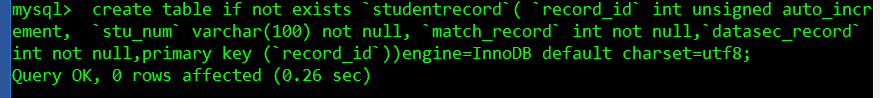 mysql>  create table if not exists `studentrecord`( `record_id` int unsigned auto_incr
ement,  `stu_num` varchar(100) not null, `match_record` int not null,`datasec_record`
int not null,primary key (`record_id`))engine=InnoDB default charset=utf8;
Query OK, 0 rows affected (0.26 sec)